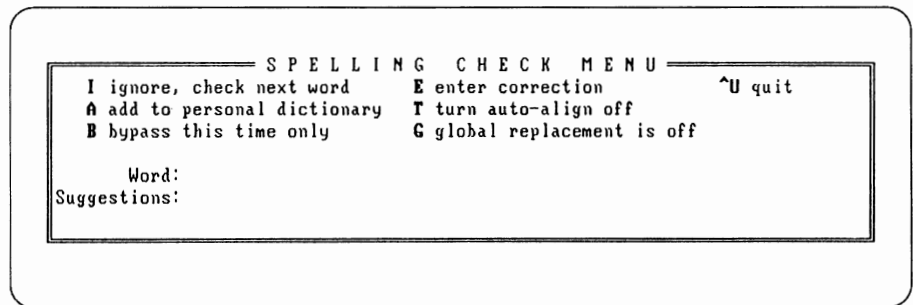 SPELLING CHECK MENU
I ignore, check next word E enter correction ^U quit
A add to personal dictionary T turn auto-align off
B bypass this time only G global replacement is off
Word:
Suggestions: